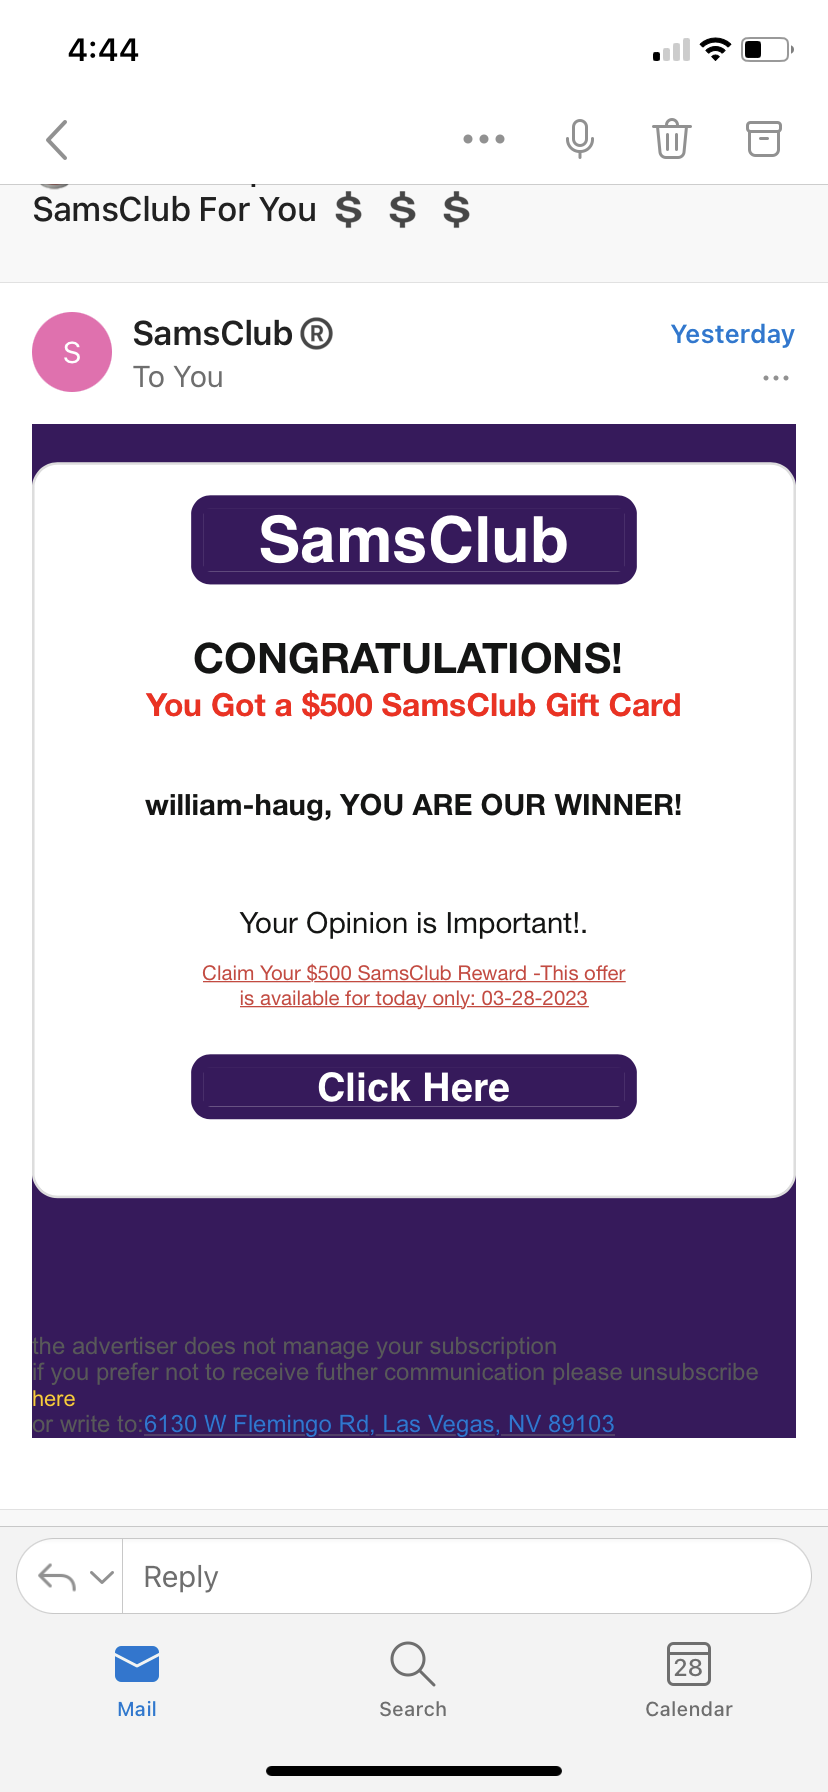 4:44
SamsClub For You $ $ $
S
SamsClub®
Yesterday
To You
SamsClub
CONGRATULATIONS!
You Got a $500 SamsClub Gift Card
william-haug, YOU ARE OUR WINNER!
Your Opinion is Important!.
Claim Your $500 SamsClub Reward -This offer
is available for today only: 03-28-2023
Click Here
the advertiser does not manage your subscription
if you prefer not to receive futher communication please unsubscribe
here
or write to:6130 W Flemingo Rd, Las Vegas, NV 89103
Reply
28
Mail
Search
Calendar